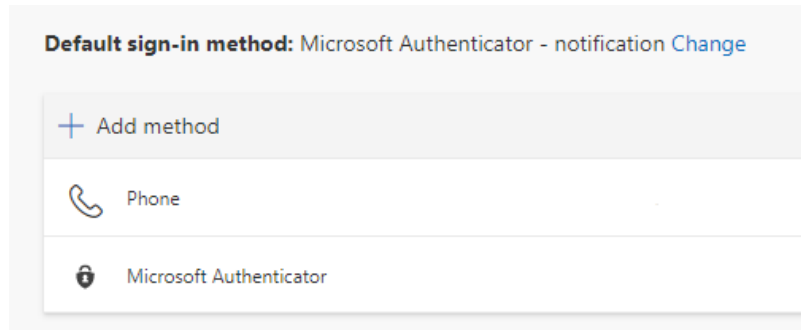 Default sign-in method: Microsoft Authenticator - notification Change
Add method
Phone
Microsoft Authenticator